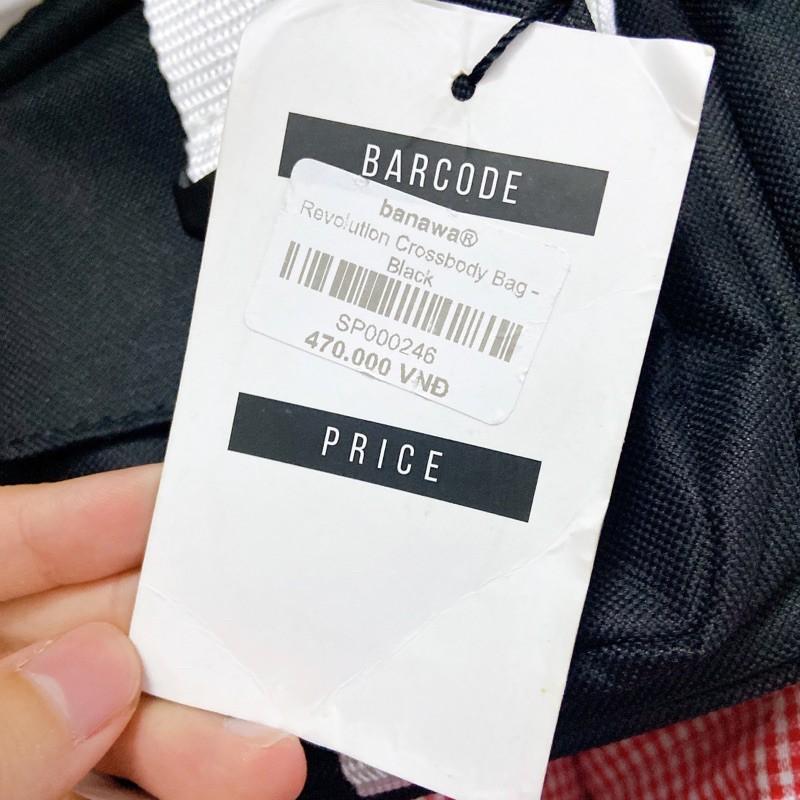 BARCODE
banawa®
Revolution Crossbody Bag -
Black
SP000246
470.000 VNĐ
PRICE